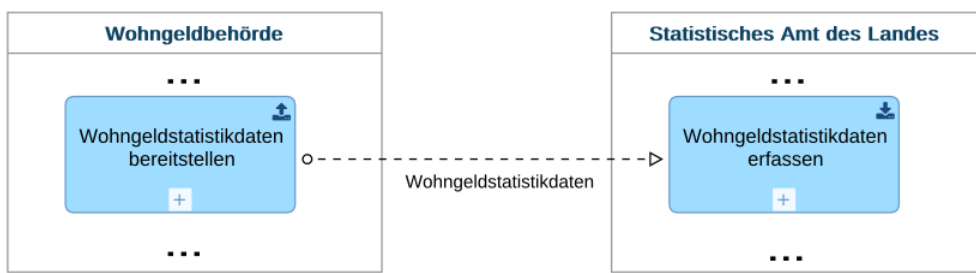 Wohngeldbehörde
Statistisches Amt des Landes
...
...
Wohngeldstatistikdaten
bereitstellen
Wohngeldstatistikdaten
Wohngeldstatistikdaten
erfassen
+
+
...
...